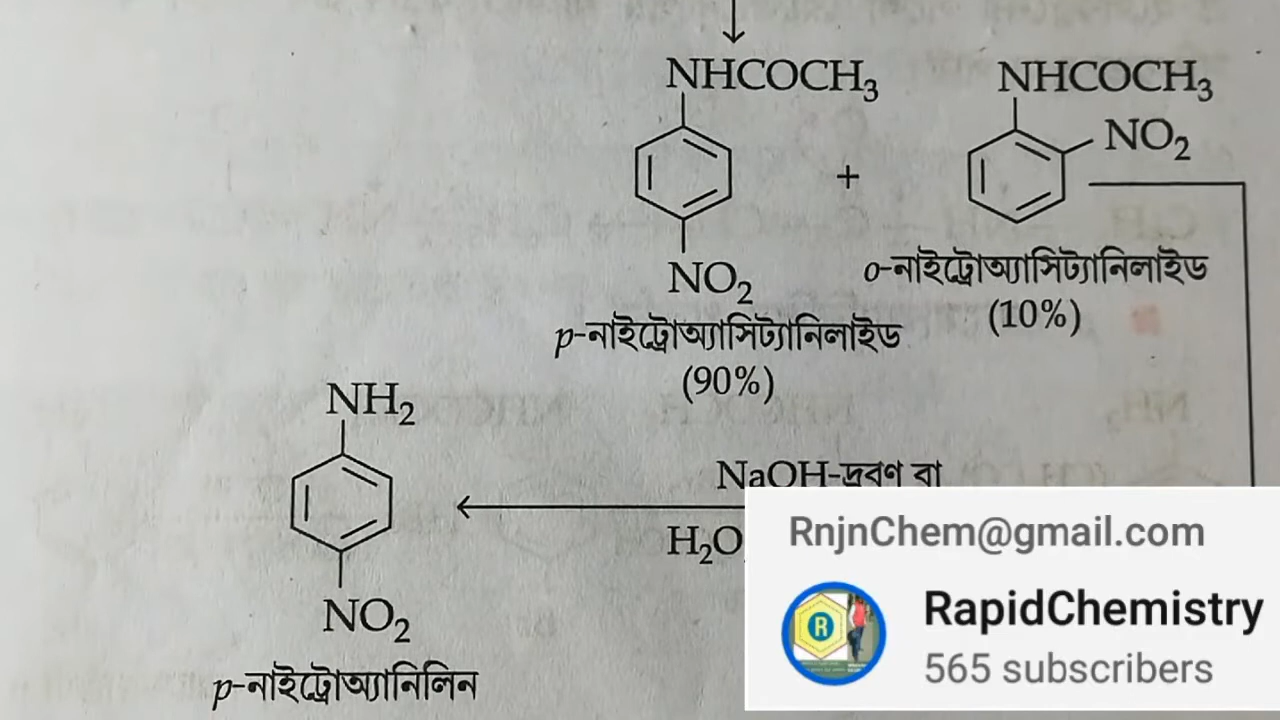 NHCOCH₃
NHCOCH₃
NO₂
+
NO₂
o-নাইট্রোঅ্যাসিট্যানিলাইড
(10%)
p-নাইট্রোঅ্যাসিট্যানিলাইড
(90%)
NH₂
NaOH-দ্রবণ বা
H₂O
NO₂
p-নাইট্রোঅ্যানিলিন
RnjnChem@gmail.com
R
RapidChemistry
565 subscribers